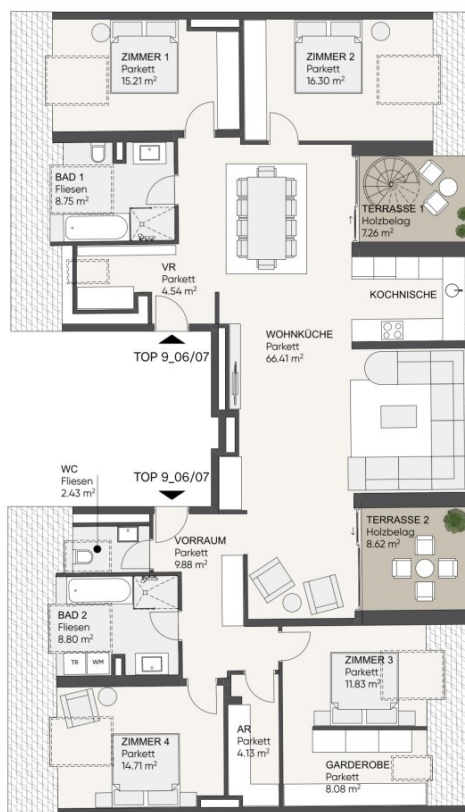 ZIMMER 1
Parkett
15.21 m²
ZIMMER 2
Parkett
16.30 m²
BAD 1
Fliesen
8.75 m²
TERRASSE 1
Holzbelag
7.26 m²
VR
Parkett
4.54 m²
KOCHNISCHE
WOHNKÜCHE
Parkett
66.41 m²
TOP 9_06/07
WC
Fliesen
2.43 m²
TOP 9_06/07
TERRASSE 2
Holzbelag
8.62 m²
VORRAUM
Parkett
9.88 m²
BAD 2
Fliesen
8.80 m²
TR
WM
ZIMMER 3
Parkett
11.83 m²
ZIMMER 4
Parkett
14.71 m²
AR
Parkett
4.13 m²
GARDEROBE
Parkett
8.08 m²